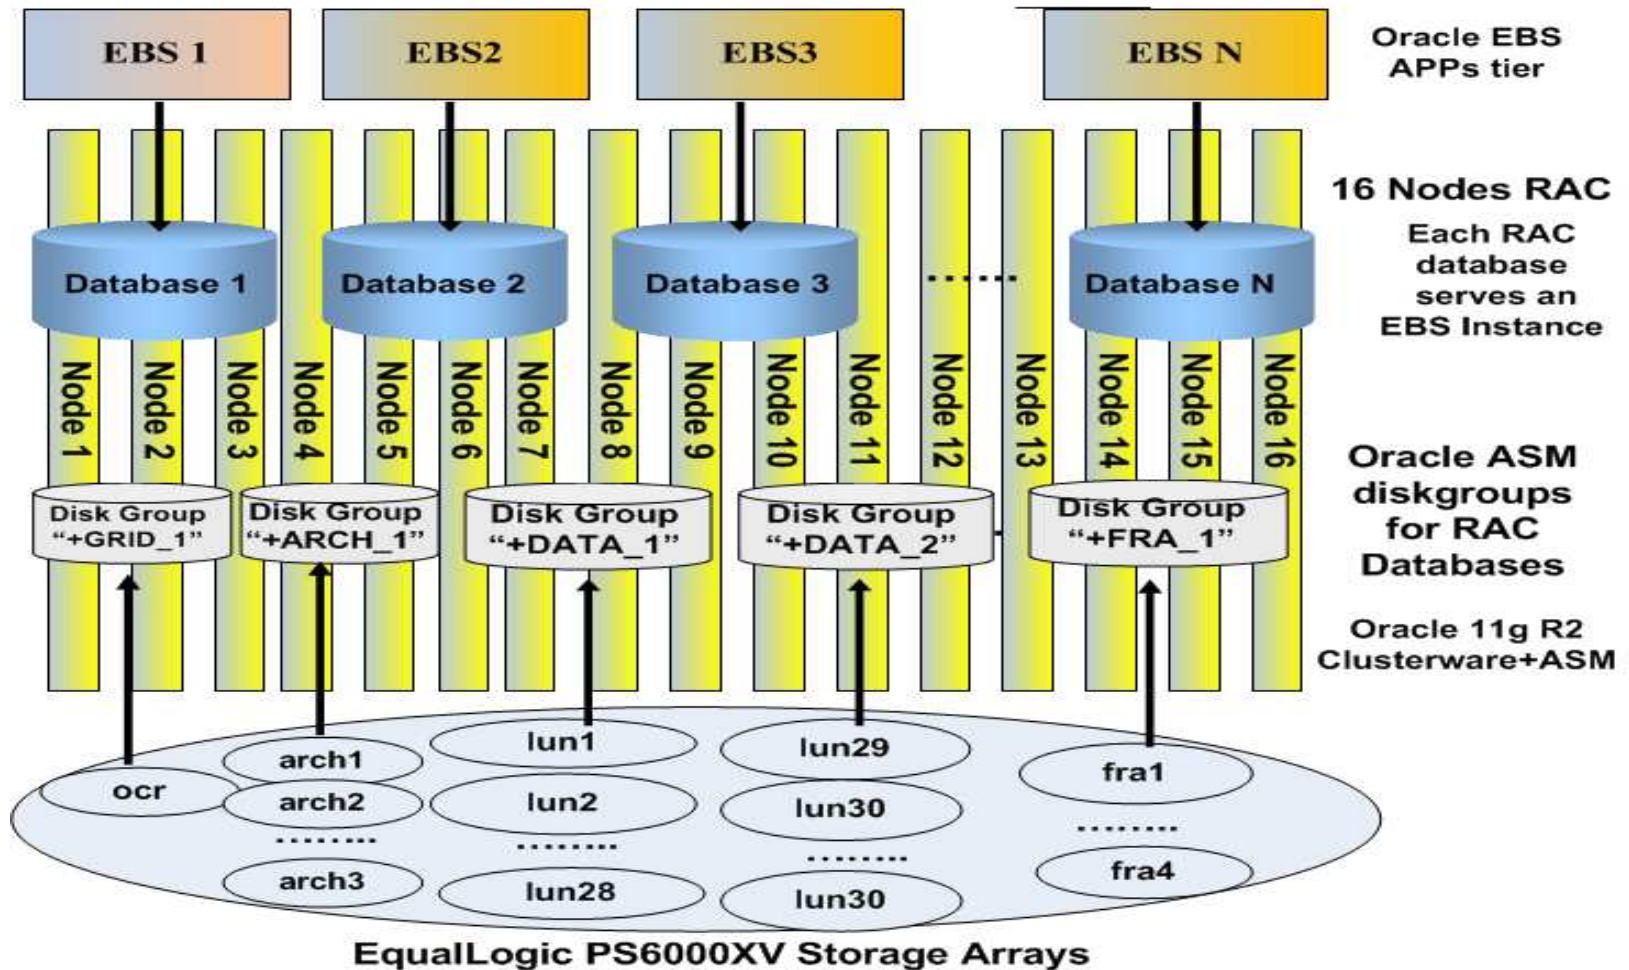 EBS 1
EBS2
EBS3
EBS N
Oracle EBS
APPs tier
16 Nodes RAC
Each RAC
database
serves an
EBS Instance
Database 1
Database 2
Database 3
........
Database N
Node 1
Node 2
Node 3
Node 4
Node 5
Node 6
Node 7
Node 8
Node 9
Node 10
Node 11
Node 12
Node 13
Node 14
Node 15
Node 16
Oracle ASM
diskgroups
for RAC
Databases
Disk Group
“+GRID_1”
Disk Group
“+ARCH_1”
Disk Group
“+DATA_1”
Disk Group
“+DATA_2”
Disk Group
“+FRA_1”
Oracle 11g R2
Clusterware+ASM
ocr
arch1
arch2
........
arch3
lun1
lun2
........
lun28
lun29
lun30
........
lun30
fra1
........
fra4
EqualLogic PS6000XV Storage Arrays